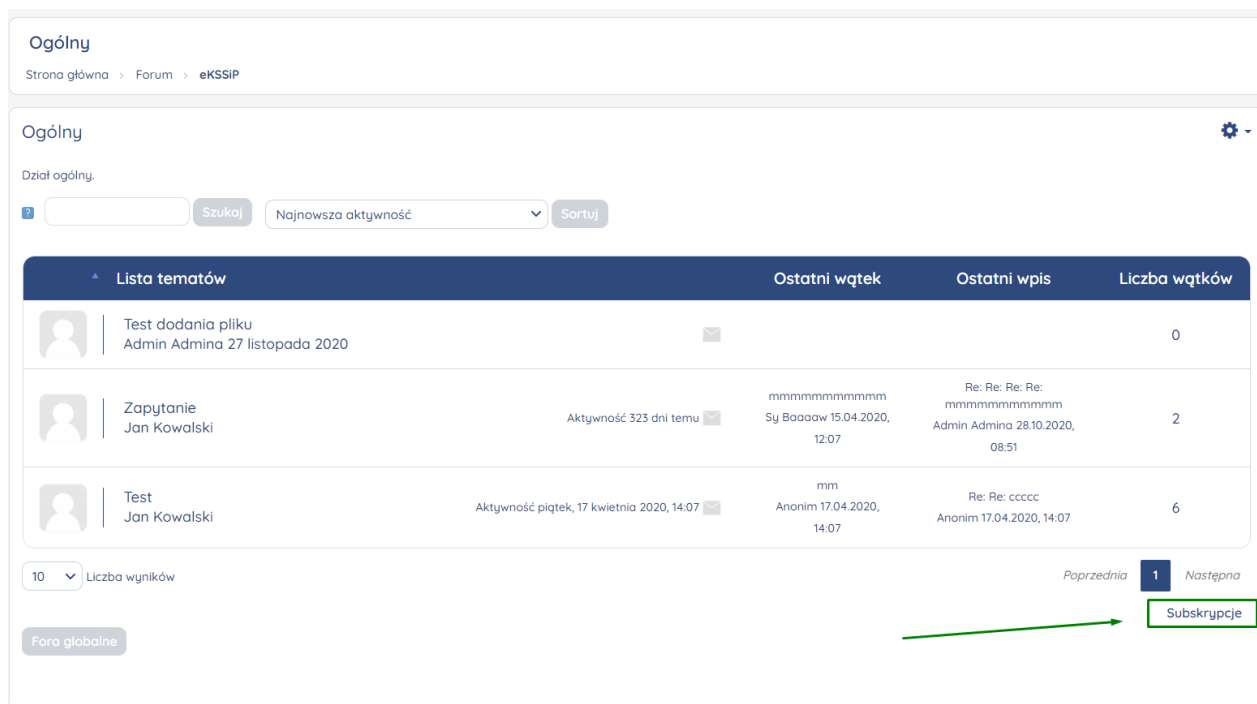 Ogólny
Strona główna > Forum > eKSSiP
Ogólny
Dział ogólny.
? Szukaj Najnowsza aktywność Sortuj
Lista tematów Ostatni wątek Ostatni wpis Liczba wątków
Test dodania pliku
Admin Admina 27 listopada 2020
0
Zapytanie
Jan Kowalski
Aktywność 323 dni temu
mmmmmmmmmmm
Sy Baaaaw 15.04.2020,
12:07
Re: Re: Re: Re:
mmmmmmmmmmm
Admin Admina 28.10.2020,
08:51
2
Test
Jan Kowalski
Aktywność piątek, 17 kwietnia 2020, 14:07
mm
Anonim 17.04.2020,
14:07
Re: Re: ccccc
Anonim 17.04.2020, 14:07
6
10 Liczba wyników
Poprzednia 1 Następna
Subskrypcje
Fora globalne